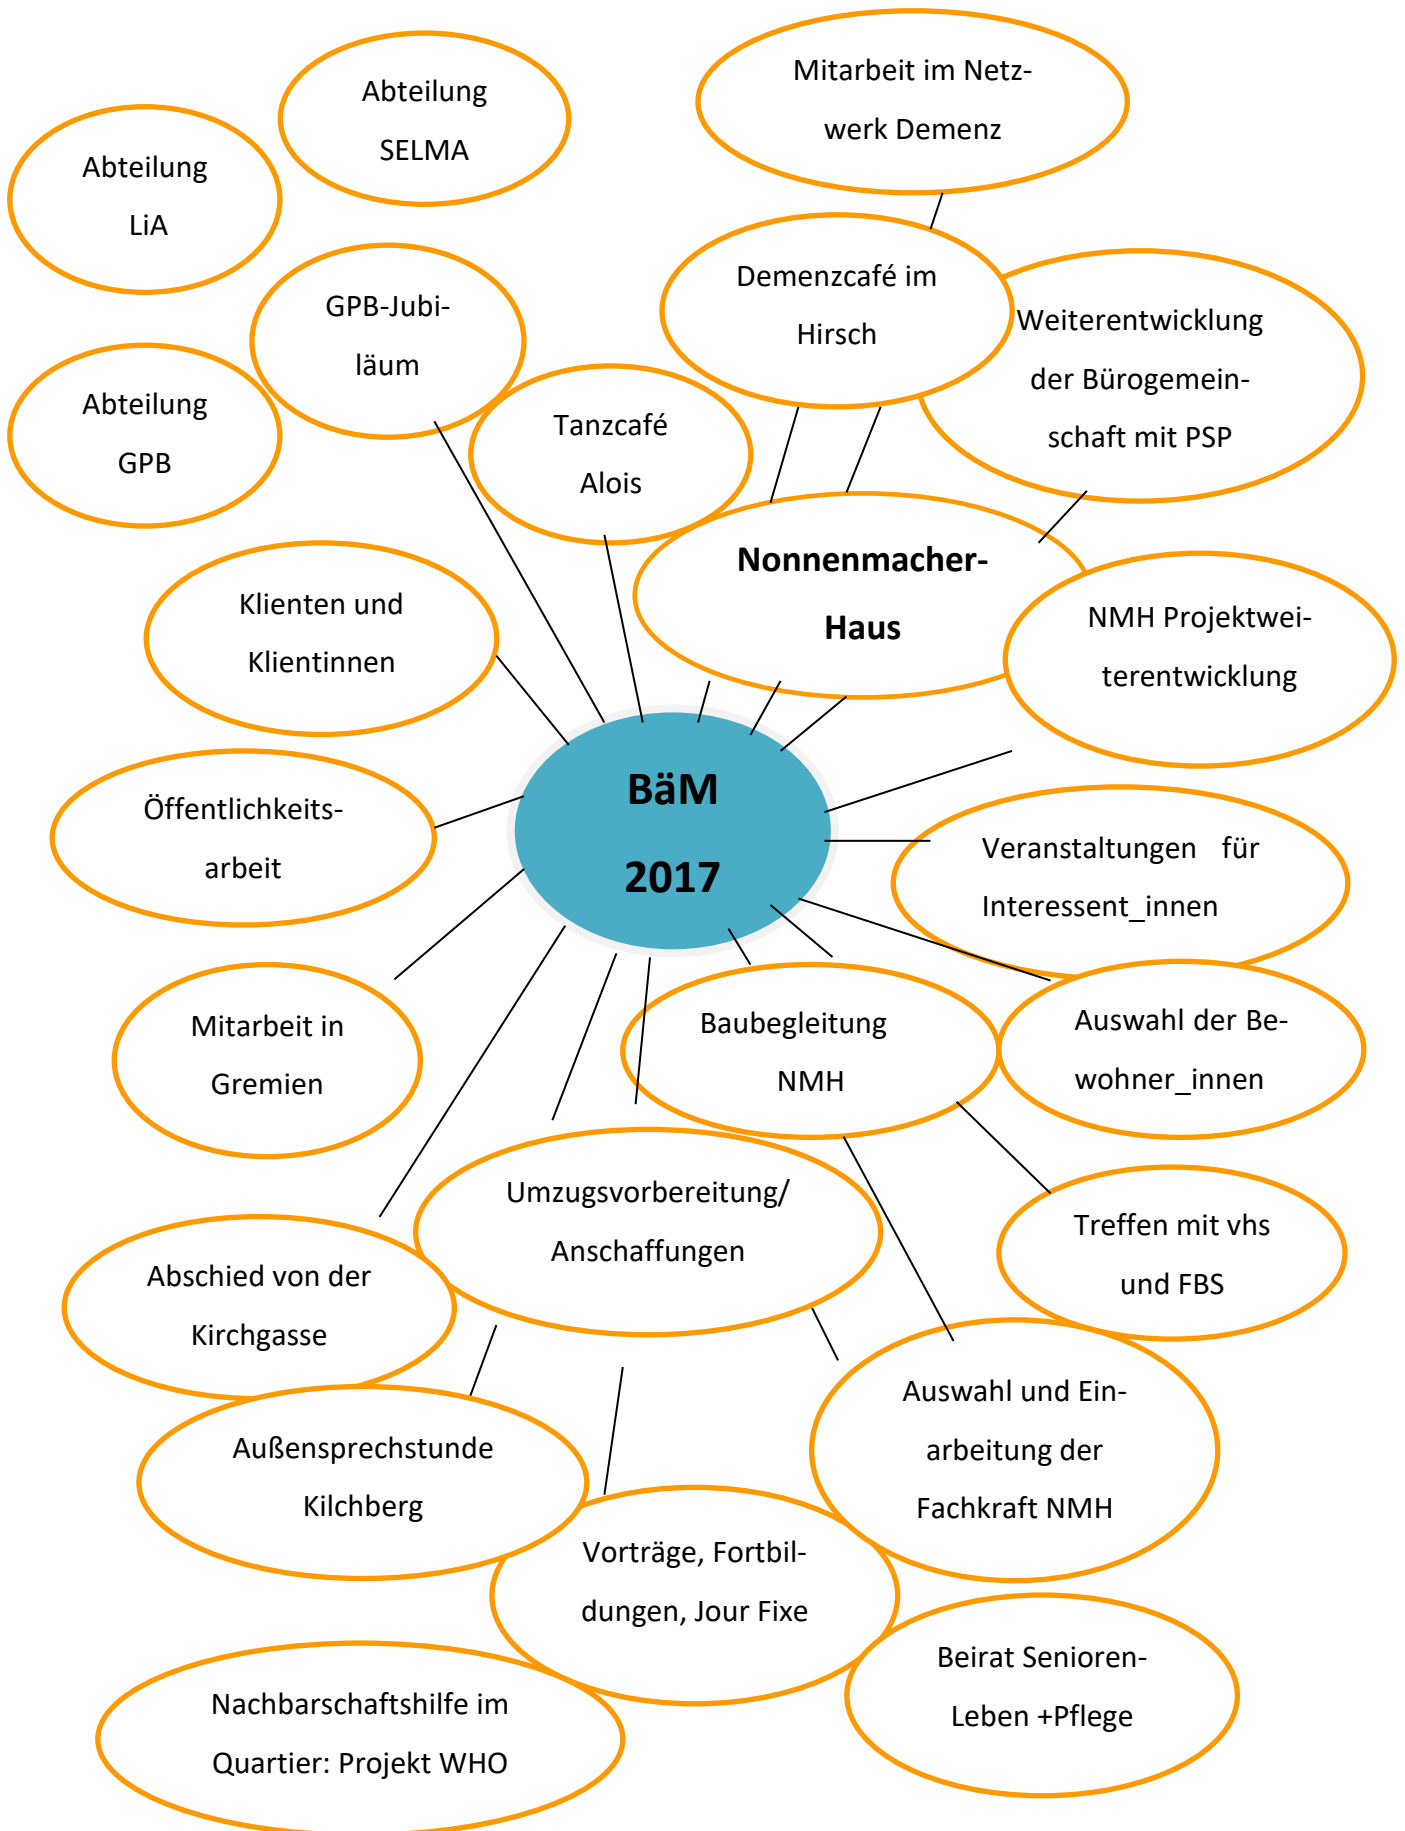 Mitarbeit im Netz-
werk Demenz
Abteilung
SELMA
Abteilung
LiA
Demenzcafé im
Hirsch
GPB-Jubi-
läum
Weiterentwicklung
der Bürogemein-
schaft mit PSP
Abteilung
GPB
Tanzcafé
Alois
Nonnenmacher-
Haus
Klienten und
Klientinnen
NMH Projektwei-
terentwicklung
BäM
2017
Öffentlichkeits-
arbeit
Veranstaltungen für
Interessent_innen
Mitarbeit in
Gremien
Baubegleitung
NMH
Auswahl der Be-
wohner_innen
Umzugsvorbereitung/
Anschaffungen
Treffen mit vhs
und FBS
Abschied von der
Kirchgasse
Auswahl und Ein-
arbeitung der
Fachkraft NMH
Außensprechstunde
Kilchberg
Vorträge, Fortbil-
dungen, Jour Fixe
Beirat Senioren-
Leben +Pflege
Nachbarschaftshilfe im
Quartier: Projekt WHO